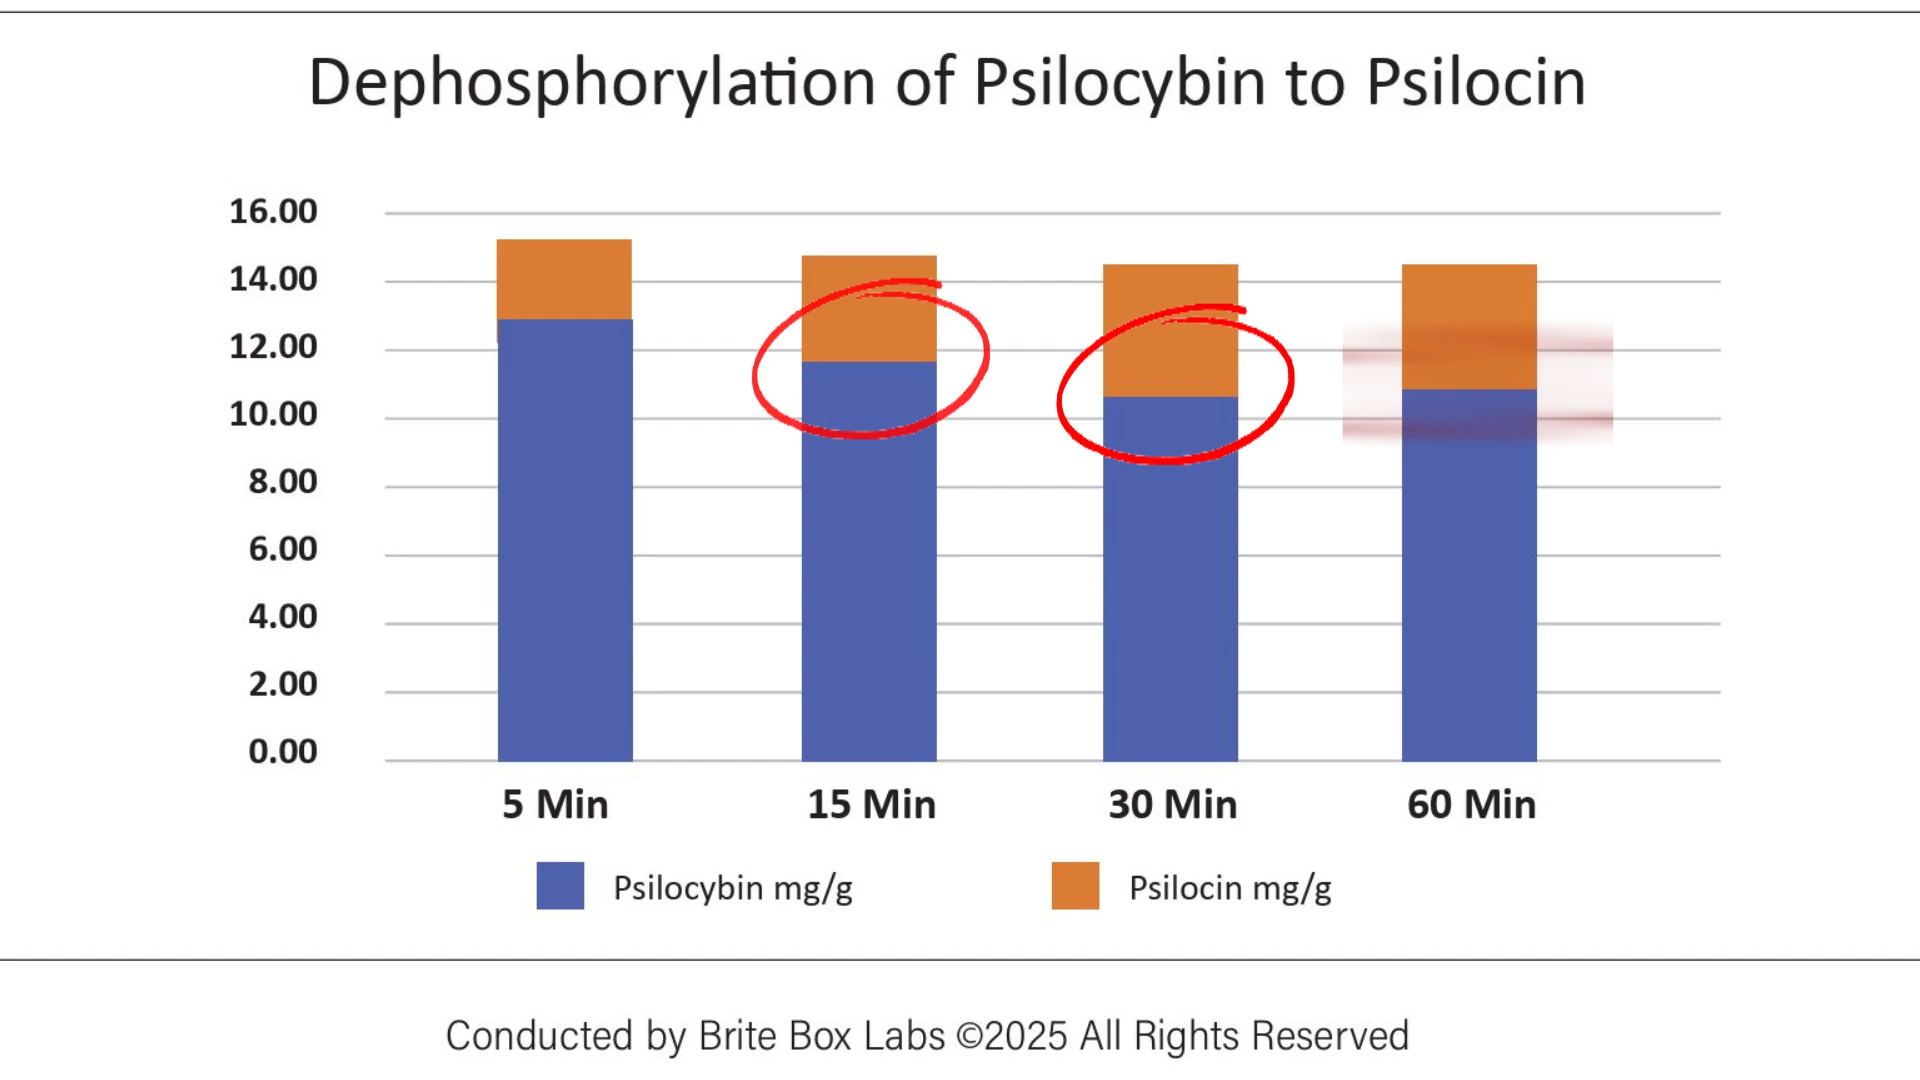 Dephosphorylation of Psilocybin to Psilocin
16.00
14.00
12.00
10.00
8.00
6.00
4.00
2.00
0.00
5 Min 15 Min 30 Min 60 Min
Psilocybin mg/g Psilocin mg/g
Conducted by Brite Box Labs ©2025 All Rights Reserved